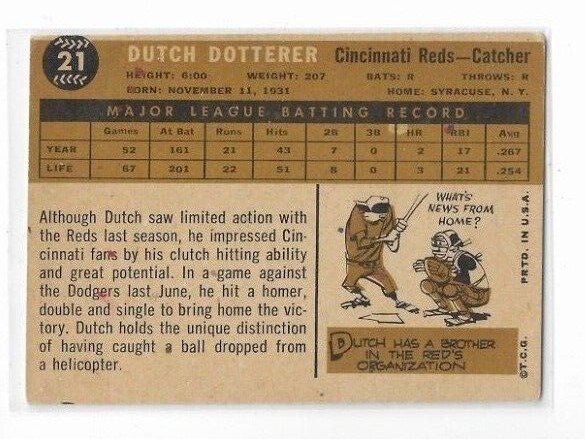 21
DUTCH DOTTERER Cincinnati Reds—Catcher
HEIGHT: 6:00 WEIGHT: 207 BATS: R THROWS: R
BORN: NOVEMBER 11, 1931 HOME: SYRACUSE, N. Y.
MAJOR LEAGUE BATTING RECORD
Games At Bat Runs Hits 2B 3B HR RBI Avg
YEAR 52 161 21 43 7 0 2 17 .267
LIFE 67 201 22 51 8 0 3 21 .254
Although Dutch saw limited action with
the Reds last season, he impressed Cin-
cinnati fans by his clutch hitting ability
and great potential. In a game against
the Dodgers last June, he hit a homer,
double and single to bring home the vic-
tory. Dutch holds the unique distinction
of having caught a ball dropped from
a helicopter.
WHAT'S
NEWS FROM
HOME?
DUTCH HAS A BROTHER
IN THE RED'S
ORGANIZATION
©T.C.G. PRTD. IN U.S.A.